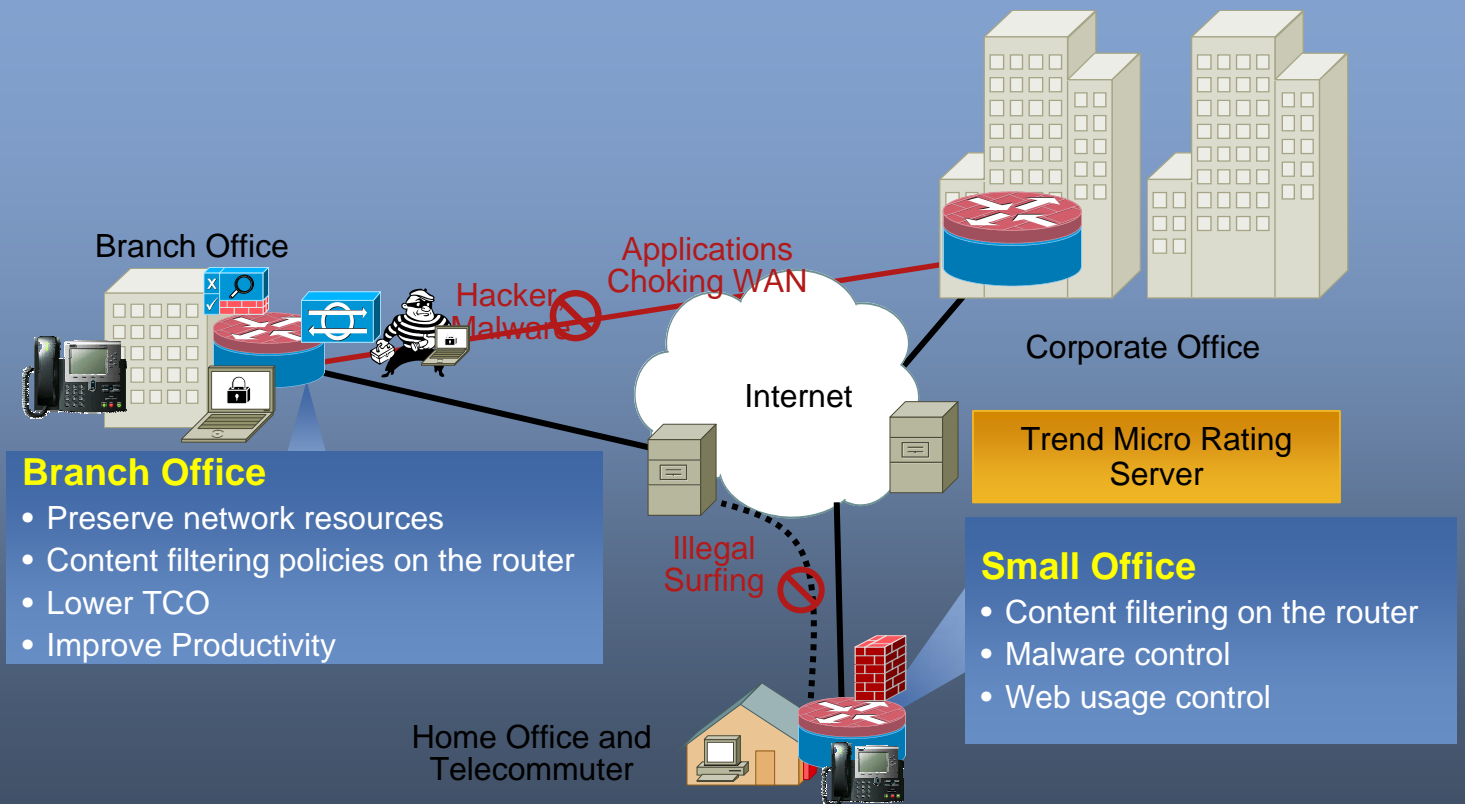 Branch Office
Applications
Choking WAN
Hacker
Malware
Corporate Office
Internet
Trend Micro Rating
Server
Branch Office
• Preserve network resources
• Content filtering policies on the router
• Lower TCO
• Improve Productivity
Illegal
Surfing
Small Office
• Content filtering on the router
• Malware control
• Web usage control
Home Office and
Telecommuter